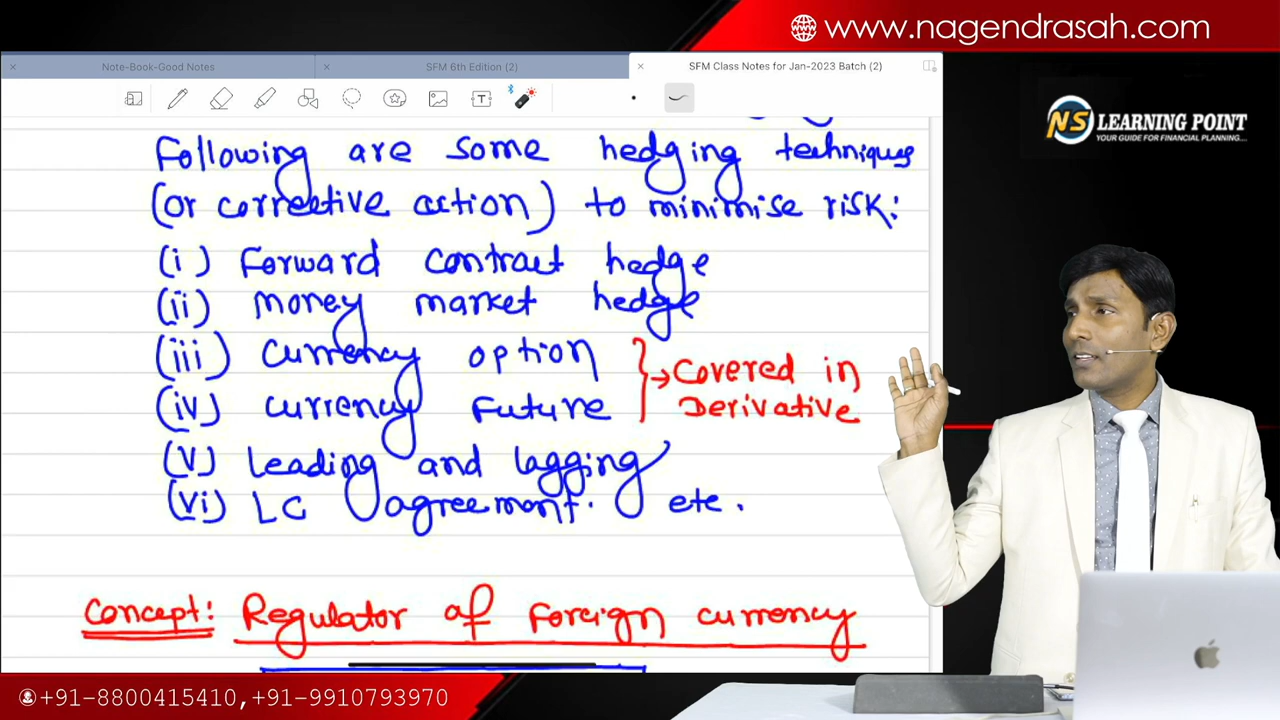 www.nagendrasah.com
Note-Book-Good Notes
SFM 6th Edition (2)
SFM Class Notes for Jan-2023 Batch (2)
NS LEARNING POINT
YOUR GUIDE FOR FINANCIAL PLANNING...
Following are some hedging techniques
(or corrective action) to minimise risk:
(i) Forward contract hedge
(ii) money market hedge
(iii) currency option
(iv) currency Future
} → Covered in
Derivative
(v) leading and lagging
(vi) LC agreement. etc.
Concept: Regulator of Foreign currency
+91-8800415410,+91-9910793970